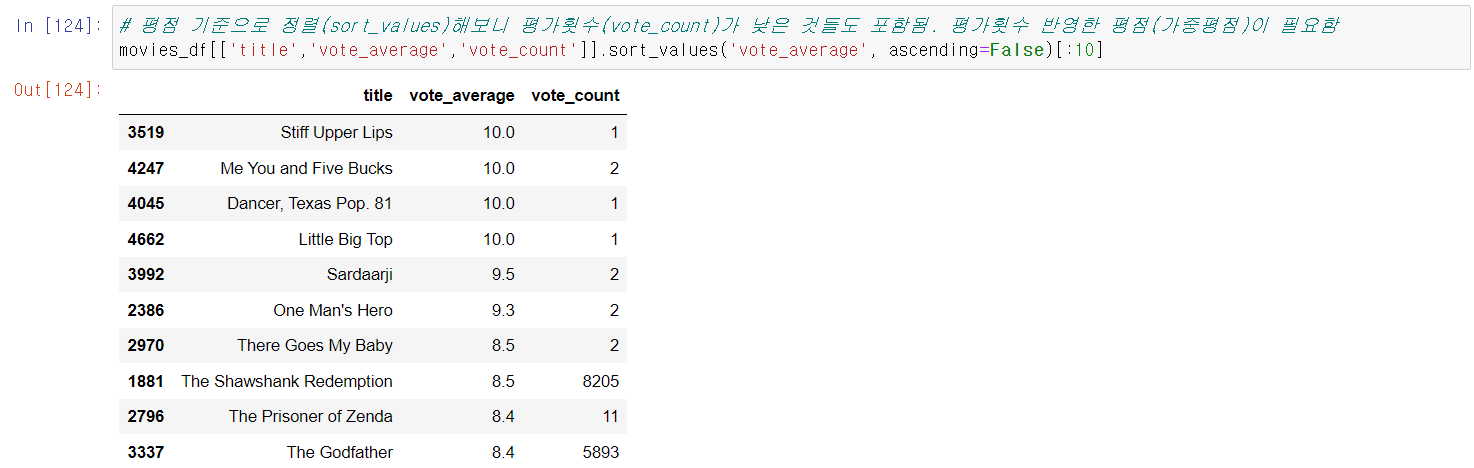 In [124]: # 평점 기준으로 정렬(sort_values)해보니 평가횟수(vote_count)가 낮은 것들도 포함됨. 평가횟수 반영한 평점(가중평점)이 필요함
movies_df[['title','vote_average','vote_count']].sort_values('vote_average', ascending=False)[:10]
Out[124]:
title vote_average vote_count
3519 Stiff Upper Lips 10.0 1
4247 Me You and Five Bucks 10.0 2
4045 Dancer, Texas Pop. 81 10.0 1
4662 Little Big Top 10.0 1
3992 Sardaarji 9.5 2
2386 One Man's Hero 9.3 2
2970 There Goes My Baby 8.5 2
1881 The Shawshank Redemption 8.5 8205
2796 The Prisoner of Zenda 8.4 11
3337 The Godfather 8.4 5893